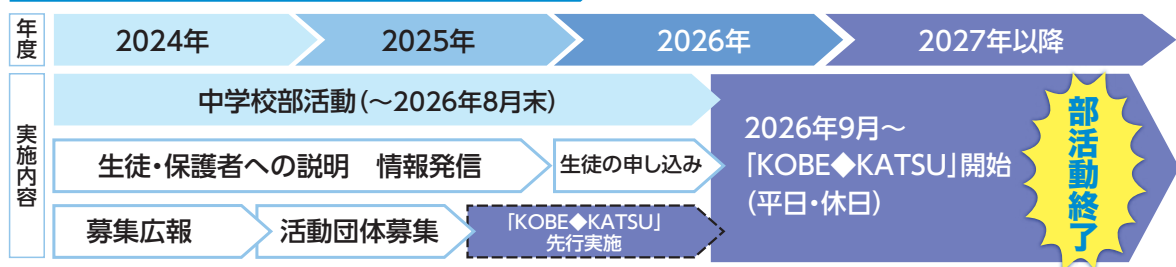 年度
2024年
2025年
2026年
2027年以降
実施内容
中学校部活動(〜2026年8月末)
生徒・保護者への説明　情報発信
生徒の申し込み
募集広報
活動団体募集
「KOBE◆KATSU」
先行実施
2026年9月〜
「KOBE◆KATSU」開始
(平日・休日)
部活動終了